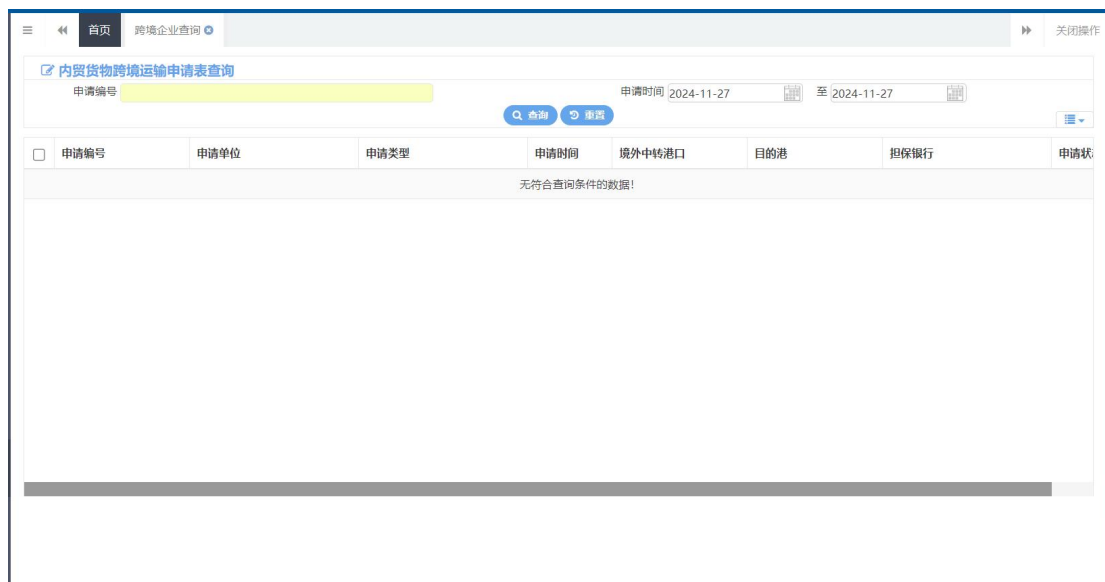 首页 跨境企业查询 关闭操作
内贸货物跨境运输申请表查询
申请编号 申请时间 2024-11-27 至 2024-11-27
查询 重置
申请编号 申请单位 申请类型 申请时间 境外中转港口 目的港 担保银行 申请状
无符合查询条件的数据!